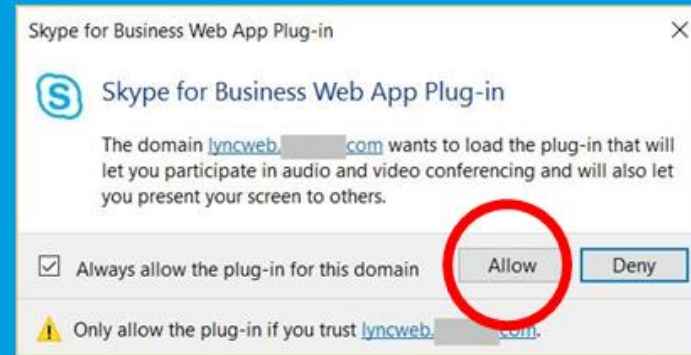 Skype for Business Web App Plug-in
Skype for Business Web App Plug-in
The domain lyncweb. com wants to load the plug-in that will
let you participate in audio and video conferencing and will also let
you present your screen to others.
Always allow the plug-in for this domain Allow Deny
Only allow the plug-in if you trust lyncweb. com.